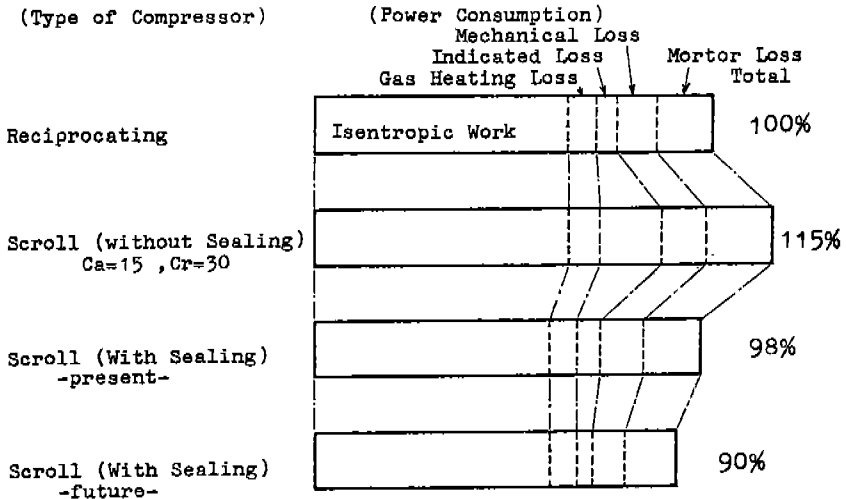 (Type of Compressor)
(Power Consumption)
Mechanical Loss
Indicated Loss
Mortor Loss
Gas Heating Loss
Total
Reciprocating
Isentropic Work
100%
Scroll (without Sealing)
Ca=15 ,Cr=30
115%
Scroll (With Sealing)
-present-
98%
Scroll (With Sealing)
-future-
90%